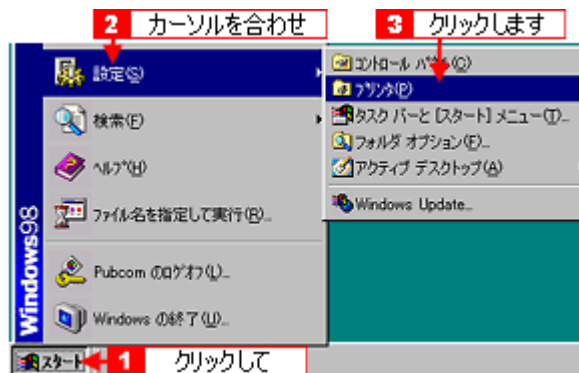 2 カーソルを合わせ
3 クリックします
設定(S)
検索(F)
ヘルプ(H)
ファイル名を指定して実行(R)...
Pubcom のログオフ(L)...
Windows の終了(U)...
コントロール パネル(C)
プリンタ(P)
タスク バーと [スタート] メニュー(T)...
フォルダ オプション(F)...
アクティブ デスクトップ(A)
Windows Update...
Windows98
スタート
1 クリックして